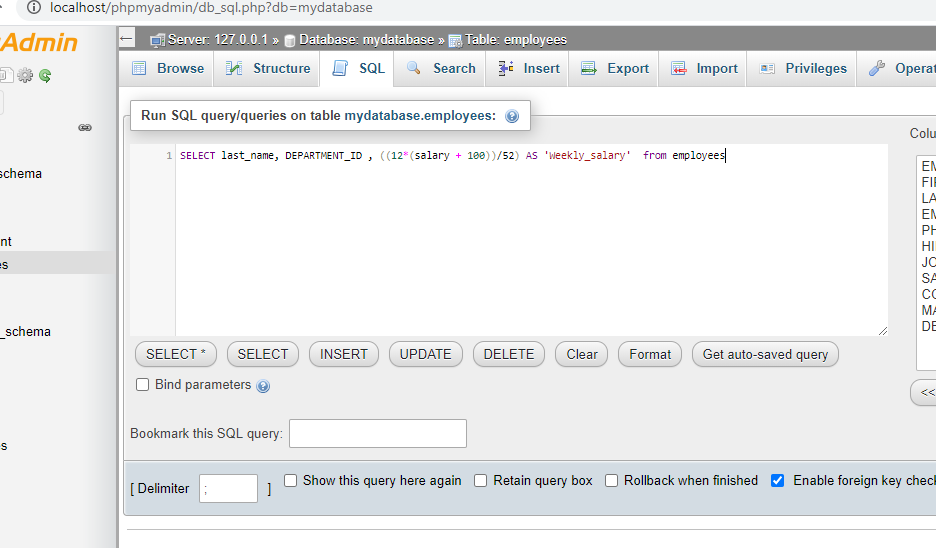 localhost/phpmyadmin/db_sql.php?db=mydatabase
Admin
Server: 127.0.0.1 » Database: mydatabase » Table: employees
Browse Structure SQL Search Insert Export Import Privileges Operat
Run SQL query/queries on table mydatabase.employees:
Colu
1 SELECT last_name, DEPARTMENT_ID , ((12*(salary + 100))/52) AS 'Weekly_salary'  from employees
EM
FIR
LA
EM
PH
HI
JO
SA
CO
MA
DE
schema
nt
es
_schema
s
SELECT * SELECT INSERT UPDATE DELETE Clear Format Get auto-saved query
<<
Bind parameters
Bookmark this SQL query:
[ Delimiter ; ] Show this query here again Retain query box Rollback when finished Enable foreign key check